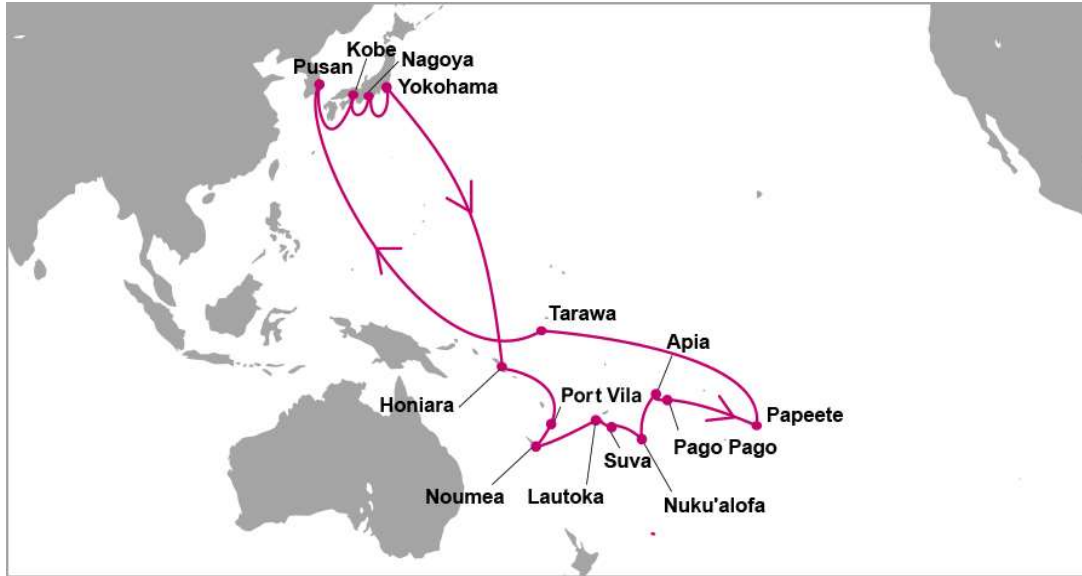 Kobe
Nagoya
Pusan
Yokohama
Tarawa
Apia
Honiara
Port Vila
Papeete
Pago Pago
Suva
Noumea
Lautoka
Nuku'alofa